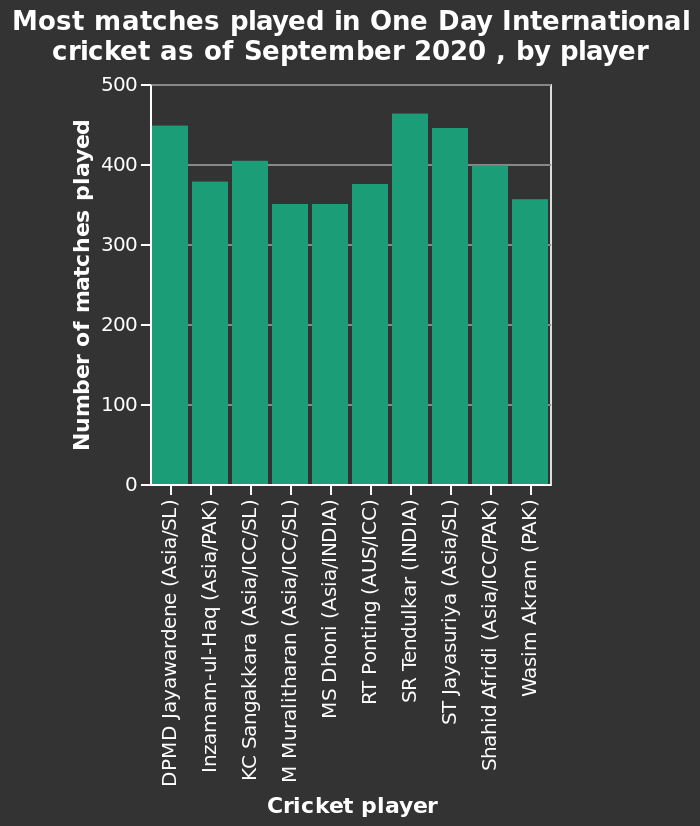 Most matches played in One Day International
cricket as of September 2020 , by player
Number of matches played
500
400
300
200
100
0
DPMD Jayawardene (Asia/SL)
Inzamam-ul-Haq (Asia/PAK)
KC Sangakkara (Asia/ICC/SL)
M Muralitharan (Asia/ICC/SL)
MS Dhoni (Asia/INDIA)
RT Ponting (AUS/ICC)
SR Tendulkar (INDIA)
ST Jayasuriya (Asia/SL)
Shahid Afridi (Asia/ICC/PAK)
Wasim Akram (PAK)
Cricket player